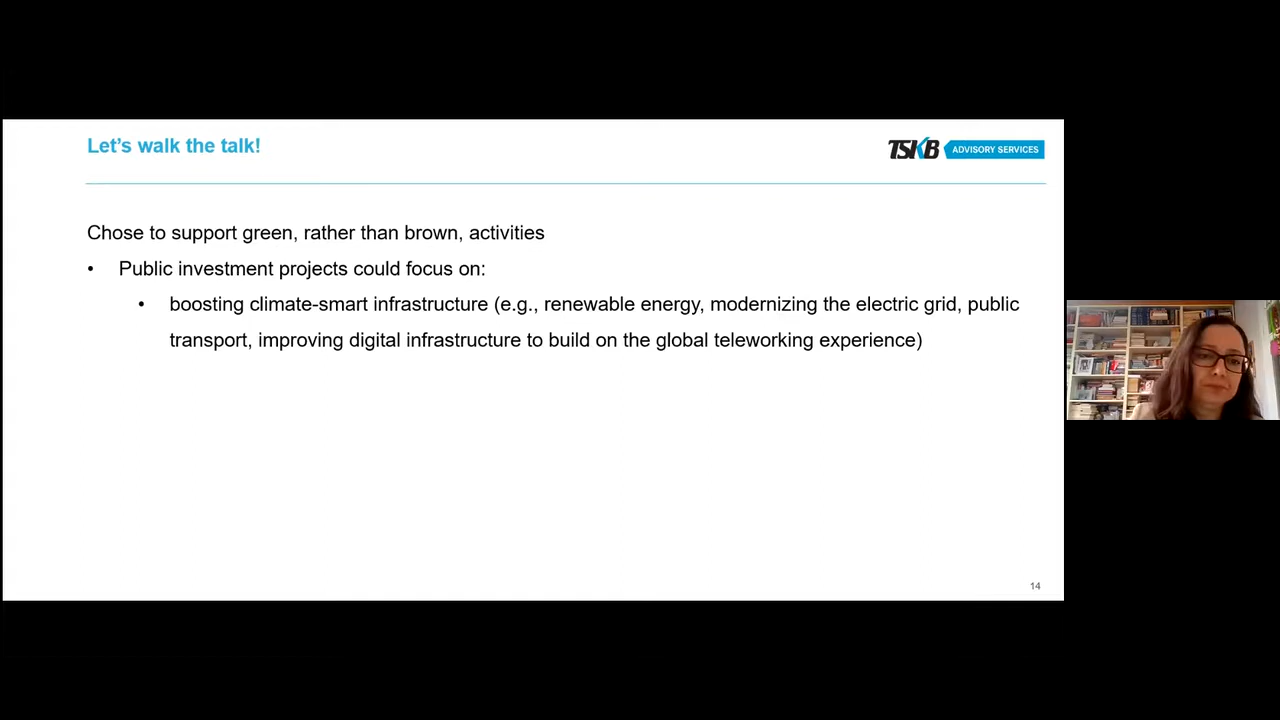 Let's walk the talk!
TSKB ADVISORY SERVICES
Chose to support green, rather than brown, activities
• Public investment projects could focus on:
• boosting climate-smart infrastructure (e.g., renewable energy, modernizing the electric grid, public
transport, improving digital infrastructure to build on the global teleworking experience)
14